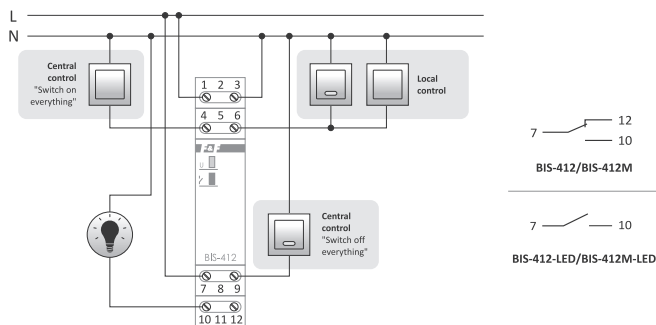 L
N
Central
control
"Switch on
everything"
1 2 3
4 5 6
F&F
U
BIS-412
7 8 9
10 11 12
Local
control
Central
control
"Switch off
everything"
7
12
10
BIS-412/BIS-412M
7
10
BIS-412-LED/BIS-412M-LED